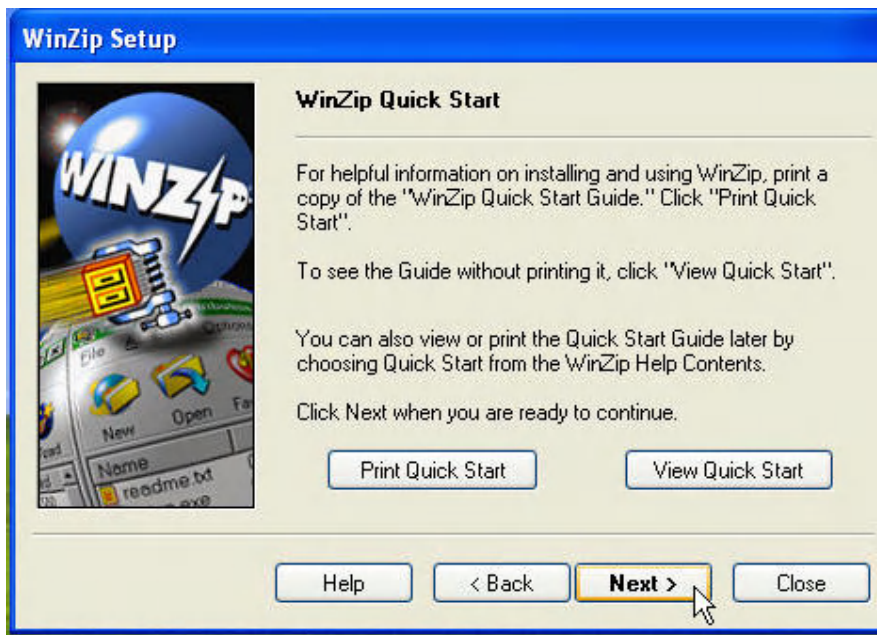 WinZip Setup
WinZip Quick Start
WINZIP
For helpful information on installing and using WinZip, print a
copy of the "WinZip Quick Start Guide." Click "Print Quick
Start".
To see the Guide without printing it, click "View Quick Start".
You can also view or print the Quick Start Guide later by
choosing Quick Start from the WinZip Help Contents.
Click Next when you are ready to continue.
File
Options
New
Open
Name
readme.txt
.exe
Print Quick Start
View Quick Start
Help
< Back
Next >
Close